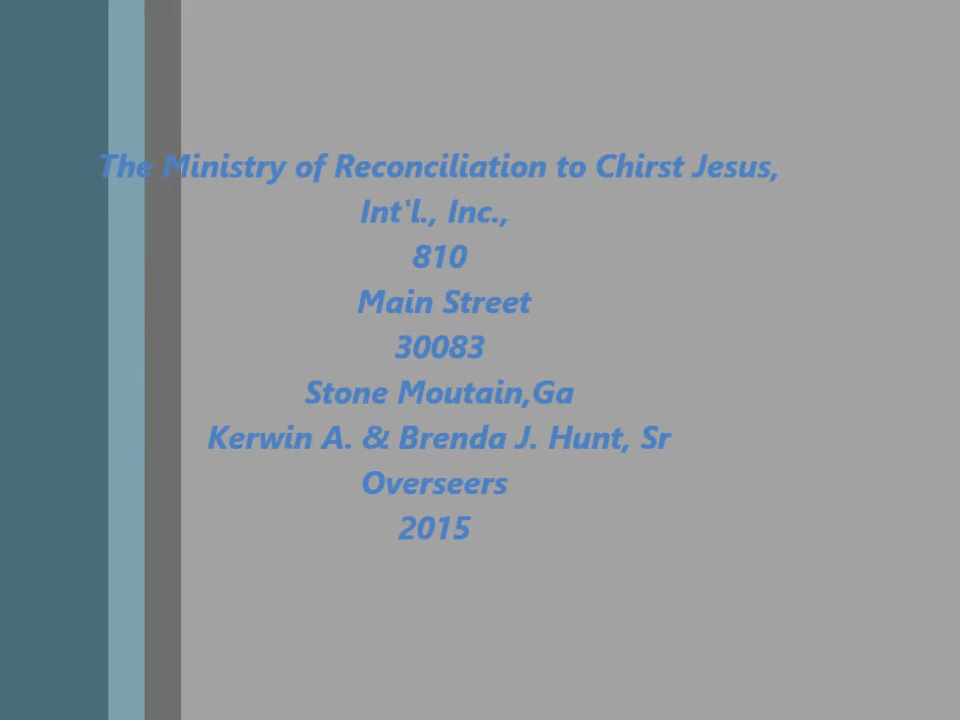 The Ministry of Reconciliation to Chirst Jesus,
Int'l., Inc.,
810
Main Street
30083
Stone Moutain,Ga
Kerwin A. & Brenda J. Hunt, Sr
Overseers
2015